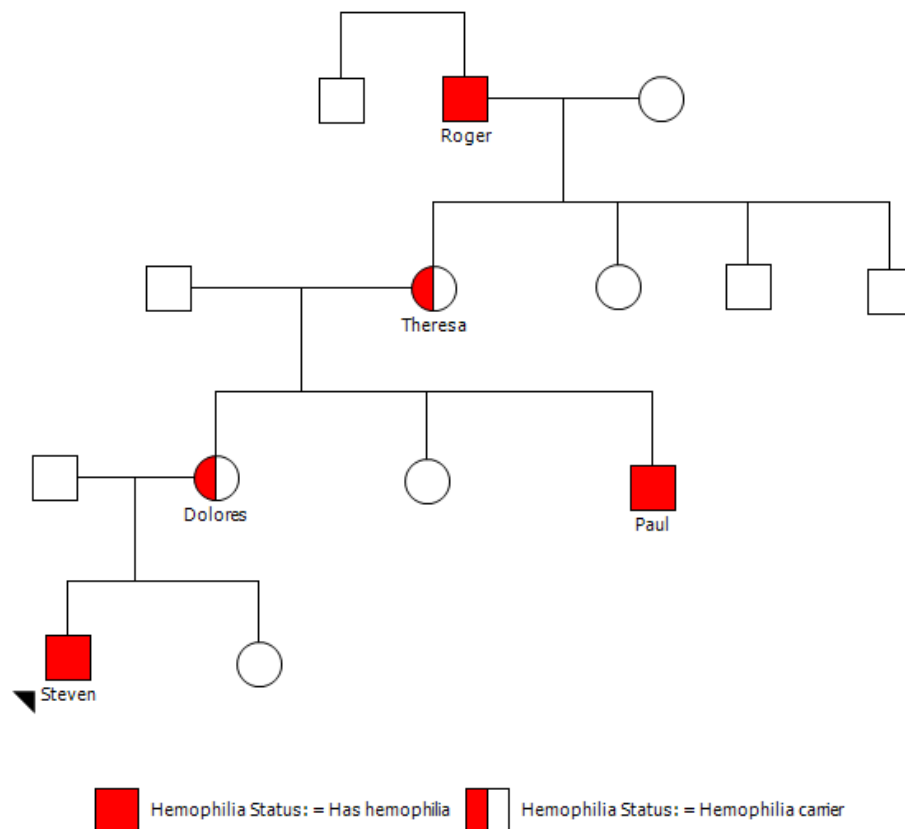 Roger
Theresa
Dolores
Paul
Steven
Hemophilia Status: = Has hemophilia
Hemophilia Status: = Hemophilia carrier